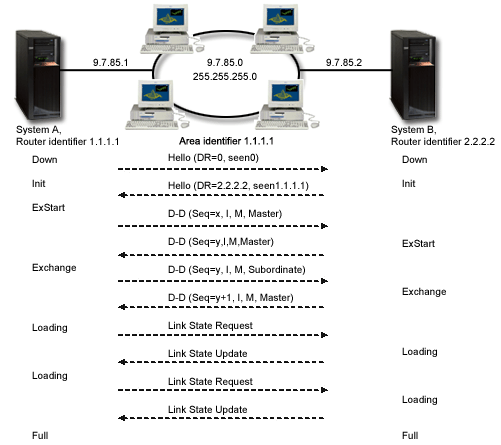 9.7.85.1
9.7.85.0
255.255.255.0
9.7.85.2
System A,
Router identifier 1.1.1.1
Area identifier 1.1.1.1
System B,
Router identifier 2.2.2.2
Down
Hello (DR=0, seen0)
Down
Init
Hello (DR=2.2.2.2, seen1.1.1.1)
Init
ExStart
D-D (Seq=x, I, M, Master)
D-D (Seq=y,I,M,Master)
ExStart
Exchange
D-D (Seq=y, I, M, Subordinate)
D-D (Seq=y+1, I, M, Master)
Exchange
Loading
Link State Request
Link State Update
Loading
Loading
Link State Request
Loading
Link State Update
Full
Full